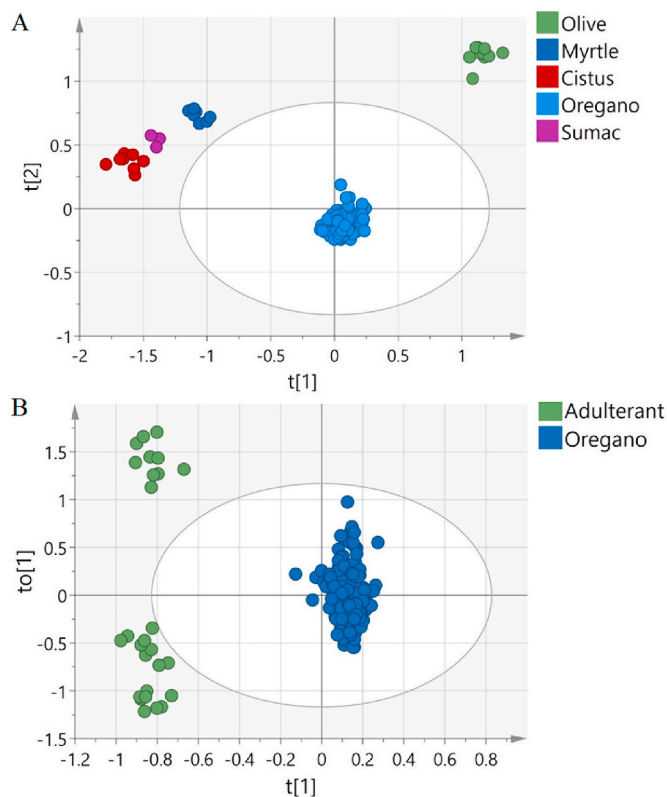 A
Olive
Myrtle
Cistus
Oregano
Sumac
t[2]
1
0.5
0
-0.5
-1
-2 -1.5 -1 -0.5 0 0.5 1
t[1]
B
Adulterant
Oregano
to[1]
1.5
1
0.5
0
-0.5
-1
-1.5
-1.2 -1 -0.8 -0.6 -0.4 -0.2 0 0.2 0.4 0.6 0.8
t[1]